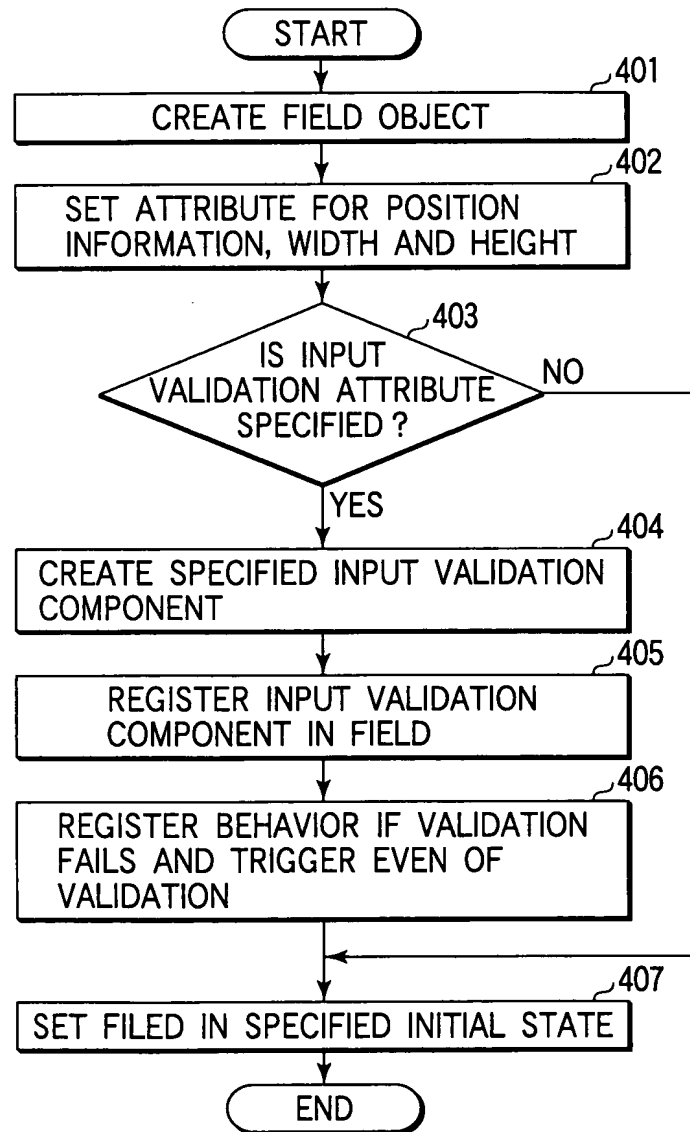 START
401
CREATE FIELD OBJECT
402
SET ATTRIBUTE FOR POSITION
INFORMATION, WIDTH AND HEIGHT
403
IS INPUT
VALIDATION ATTRIBUTE
SPECIFIED ?
NO
YES
404
CREATE SPECIFIED INPUT VALIDATION
COMPONENT
405
REGISTER INPUT VALIDATION
COMPONENT IN FIELD
406
REGISTER BEHAVIOR IF VALIDATION
FAILS AND TRIGGER EVEN OF
VALIDATION
407
SET FILED IN SPECIFIED INITIAL STATE
END